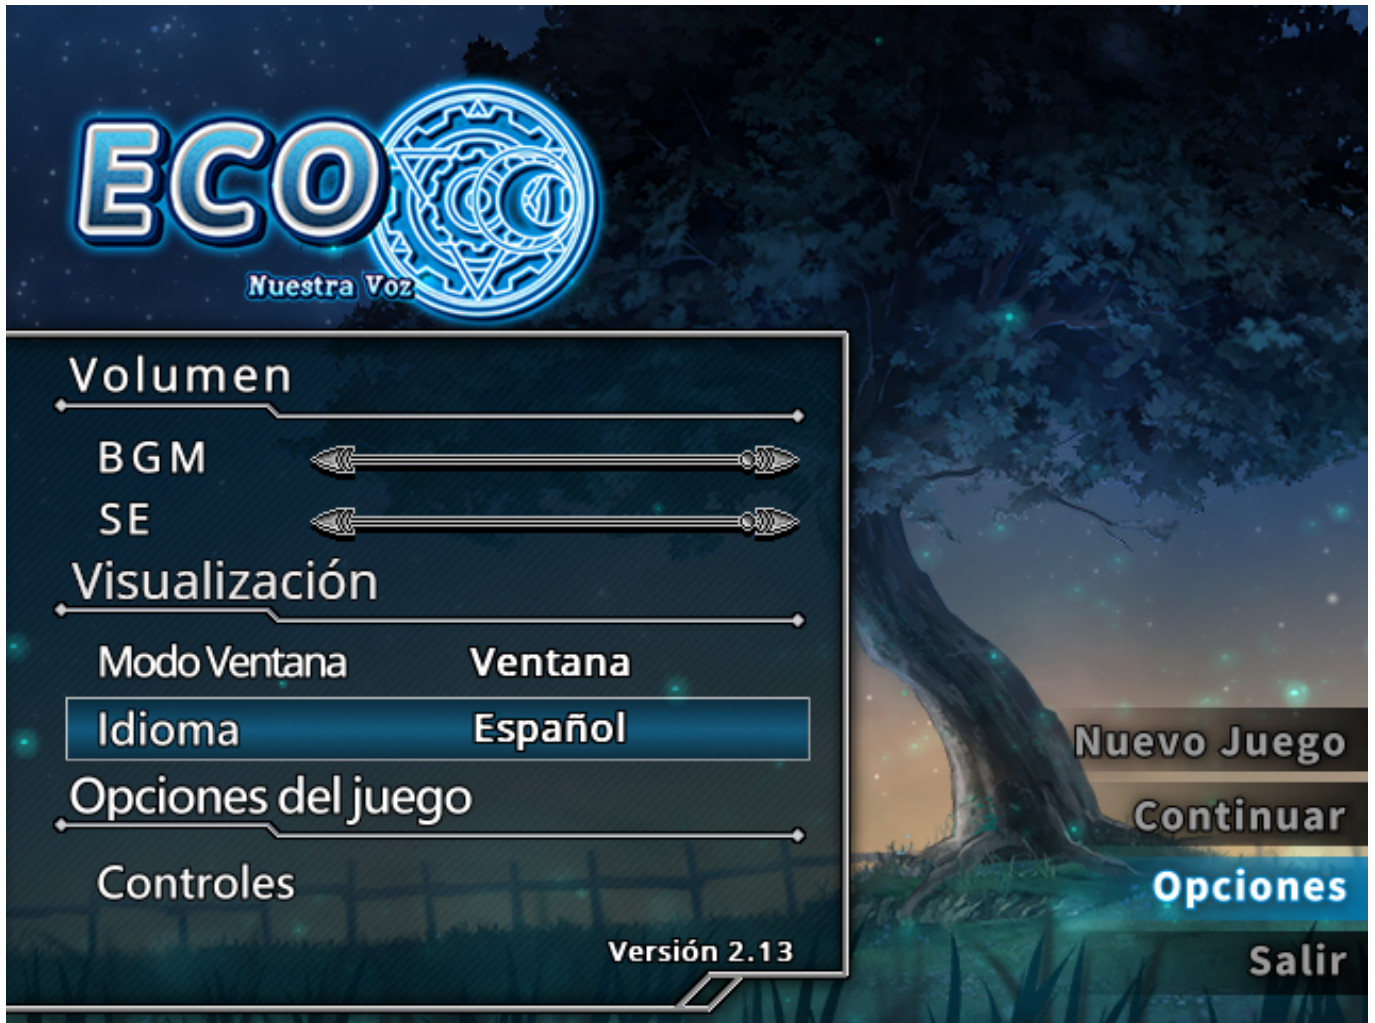 ECO
Nuestra Voz
Volumen
BGM
SE
Visualización
Modo Ventana Ventana
Idioma Español
Opciones del juego
Controles
Versión 2.13
Nuevo Juego
Continuar
Opciones
Salir